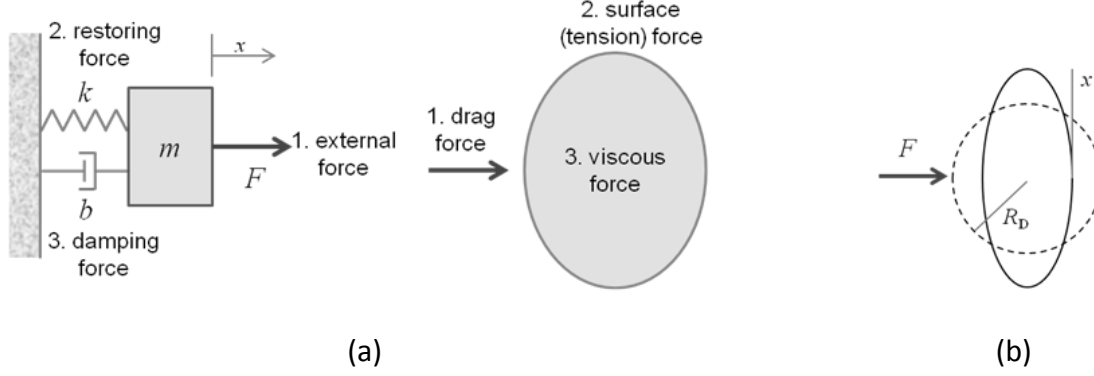 2. restoring
force
x
k
m
b
3. damping
force
F
1. external
force
2. surface
(tension) force
1. drag
force
3. viscous
force
x
F
R_D
(a)
(b)